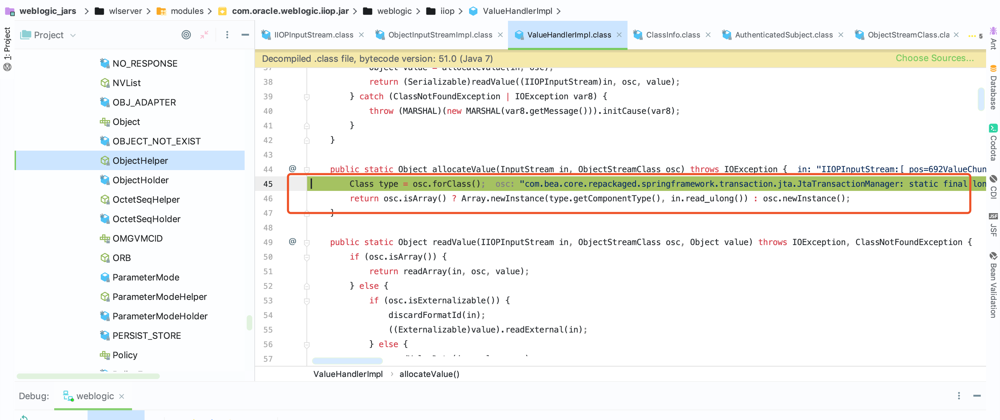 weblogic_jars > wlserver > modules > com.oracle.weblogic.iiop.jar > weblogic > iiop > ValueHandlerImpl >
1: Project
Project
NO_RESPONSE
NVList
OBJ_ADAPTER
Object
OBJECT_NOT_EXIST
ObjectHelper
ObjectHolder
OctetSeqHelper
OctetSeqHolder
OMGVMCID
ORB
ParameterMode
ParameterModeHelper
ParameterModeHolder
PERSIST_STORE
Policy
IIOPInputStream.class ObjectInputStreamImpl.class ValueHandlerImpl.class ClassInfo.class AuthenticatedSubject.class ObjectStreamClass.cla 5
Decompiled .class file, bytecode version: 51.0 (Java 7) Choose Sources...
37 Object value = allocateValue(in, osc);
38 return (Serializable)readValue((IIOPInputStream)in, osc, value);
39 } catch (ClassNotFoundException | IOException var8) {
40 throw (MARSHAL)(new MARSHAL(var8.getMessage())).initCause(var8);
41 }
42 }
43
44 @ public static Object allocateValue(InputStream in, ObjectStreamClass osc) throws IOException { in: "IIOPInputStream:[ pos=692ValueChun
45 Class type = osc.forClass(); osc: "com.bea.core.repackaged.springframework.transaction.jta.JtaTransactionManager: static final lon
46 return osc.isArray() ? Array.newInstance(type.getComponentType(), in.read_ulong()) : osc.newInstance();
47 }
48
49 @ public static Object readValue(IIOPInputStream in, ObjectStreamClass osc, Object value) throws IOException, ClassNotFoundException {
50 if (osc.isArray()) {
51 return readArray(in, osc, value);
52 } else {
53 if (osc.isExternalizable()) {
54 discardFormatId(in);
55 ((Externalizable)value).readExternal(in);
56 } else {
57
ValueHandlerImpl > allocateValue()
Ant
Database
Codota
CDI
JSF
JSF
Bean Validation
Debug: weblogic